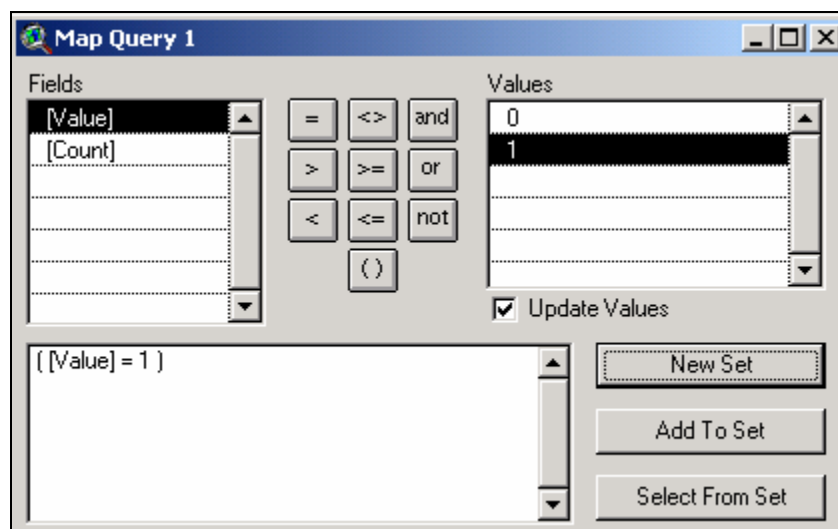 Map Query 1
Fields
Values
[Value]
[Count]
= <> and
> >= or
< <= not
( )
0
1
Update Values
( [Value] = 1 )
New Set
Add To Set
Select From Set